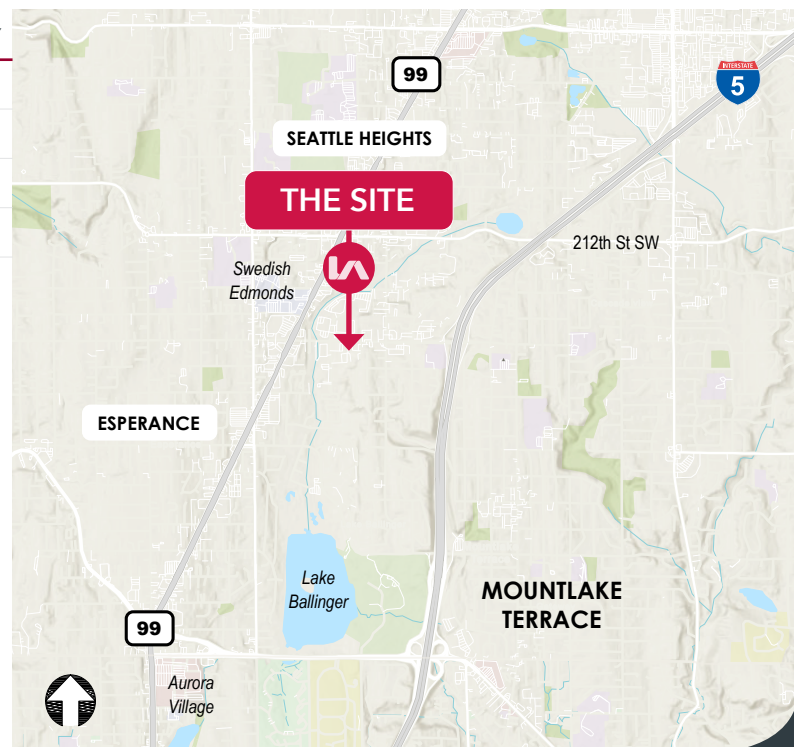 99
INTERSTATE
5
SEATTLE HEIGHTS
THE SITE
212th St SW
Swedish
Edmonds
ESPERANCE
Lake
Ballinger
MOUNTLAKE
TERRACE
99
Aurora
Village